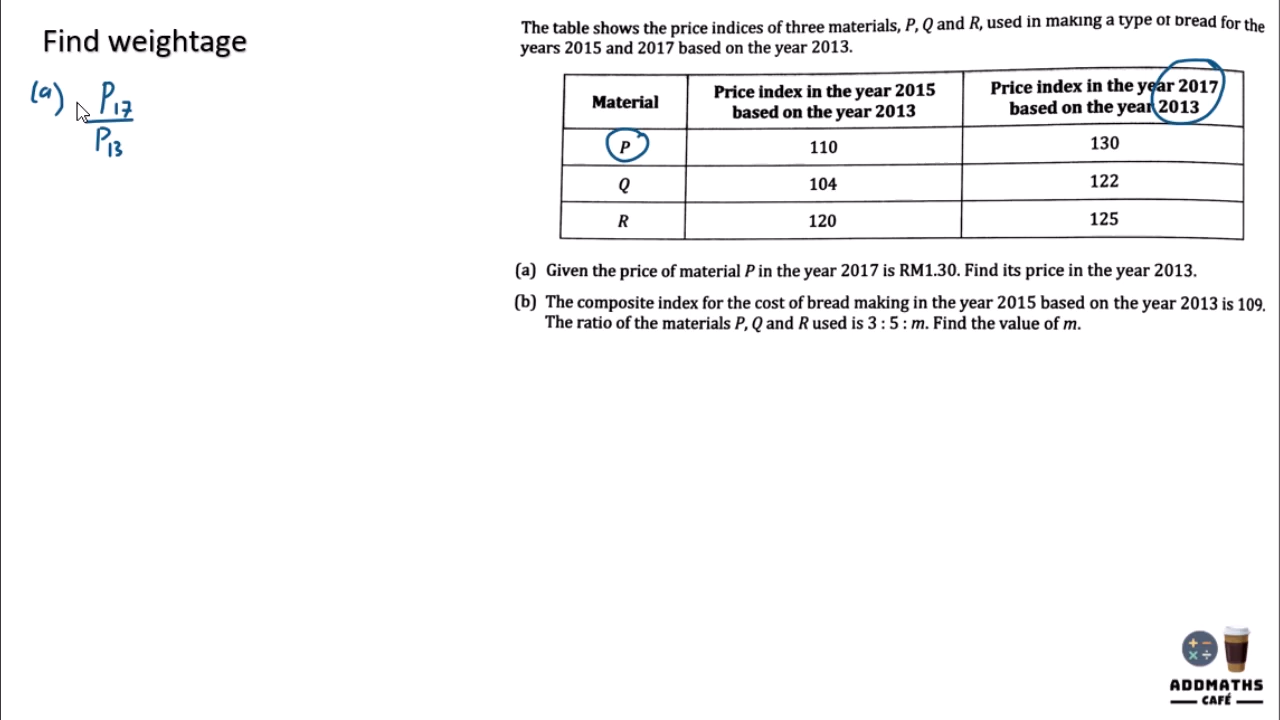 Find weightage
(a) P17
P13
The table shows the price indices of three materials, P, Q and R, used in making a type of bread for the
years 2015 and 2017 based on the year 2013.
Material
Price index in the year 2015
based on the year 2013
Price index in the year 2017
based on the year 2013
P 110 130
Q 104 122
R 120 125
(a) Given the price of material P in the year 2017 is RM1.30. Find its price in the year 2013.
(b) The composite index for the cost of bread making in the year 2015 based on the year 2013 is 109.
The ratio of the materials P, Q and R used is 3 : 5 : m. Find the value of m.
+ −
× ÷
ADDMATHS
CAFÉ